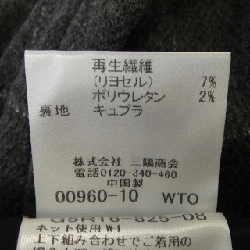 再生繊維
(リヨセル) 7%
ポリウレタン 2%
裏地 キュプラ
株式会社 三陽商会
電話0120-340-460
中国製
00960-10 WTO
G5R16-825-08
ネット使用
上下組み合わせでご着用の